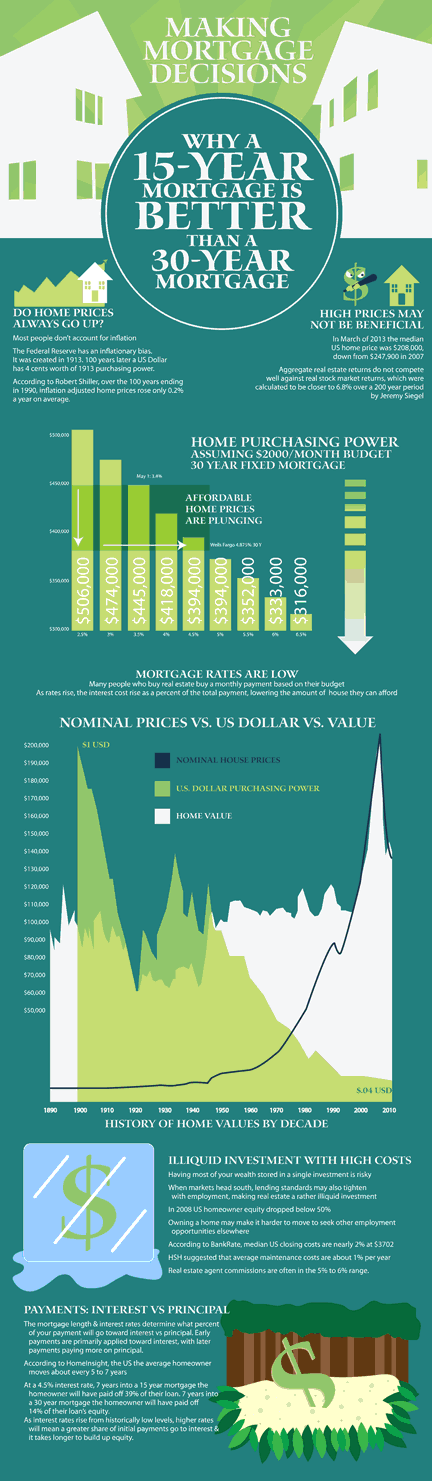 MAKING
MORTGAGE
DECISIONS
WHY A
15-YEAR
MORTGAGE IS
BETTER
THAN A
30-YEAR
MORTGAGE
DO HOME PRICES
ALWAYS GO UP?
Most people don't account for inflation
The Federal Reserve has an inflationary bias.
It was created in 1913. 100 years later a US Dollar
has 4 cents worth of 1913 purchasing power.
According to Robert Shiller, over the 100 years ending
in 1990, inflation adjusted home prices rose only 0.2%
a year on average.
$
HIGH PRICES MAY
NOT BE BENEFICIAL
In March of 2013 the median
US home price was $208,000,
down from $247,900 in 2007
Aggregate real estate returns do not compete
well against real stock market returns, which were
calculated to be closer to 6.8% over a 200 year period
by Jeremy Siegel
HOME PURCHASING POWER
ASSUMING $2000/MONTH BUDGET
30 YEAR FIXED MORTGAGE
$500,000
$450,000
$400,000
$350,000
$300,000
May 1: 3.4%
AFFORDABLE
HOME PRICES
ARE PLUNGING
Wells Fargo 4.875% 30 Y
$506,000
$474,000
$445,000
$418,000
$394,000
$394,000
$352,000
$333,000
$316,000
2.5%
3%
3.5%
4%
4.5%
5%
5.5%
6%
6.5%
MORTGAGE RATES ARE LOW
Many people who buy real estate buy a monthly payment based on their budget
As rates rise, the interest cost rise as a percent of the total payment, lowering the amount of house they can afford
NOMINAL PRICES VS. US DOLLAR VS. VALUE
$1 USD
NOMINAL HOUSE PRICES
U.S. DOLLAR PURCHASING POWER
HOME VALUE
$200,000
$190,000
$180,000
$170,000
$160,000
$150,000
$140,000
$130,000
$120,000
$110,000
$100,000
$90,000
$80,000
$70,000
$60,000
$50,000
$.04 USD
1890 1900 1910 1920 1930 1940 1950 1960 1970 1980 1990 2000 2010
HISTORY OF HOME VALUES BY DECADE
$
ILLIQUID INVESTMENT WITH HIGH COSTS
Having most of your wealth stored in a single investment is risky
When markets head south, lending standards may also tighten
with employment, making real estate a rather illiquid investment
In 2008 US homeowner equity dropped below 50%
Owning a home may make it harder to move to seek other employment
opportunities elsewhere
According to BankRate, median US closing costs are nearly 2% at $3702
HSH suggested that average maintenance costs are about 1% per year
Real estate agent commissions are often in the 5% to 6% range.
PAYMENTS: INTEREST VS PRINCIPAL
The mortgage length & interest rates determine what percent
of your payment will go toward interest vs principal. Early
payments are primarily applied toward interest, with later
payments paying more on principal.
According to HomeInsight, the US the average homeowner
moves about every 5 to 7 years
At a 4.5% interest rate, 7 years into a 15 year mortgage the
homeowner will have paid off 39% of their loan. 7 years into
a 30 year mortgage the homeowner will have paid off
14% of their loan's equity.
As interest rates rise from historically low levels, higher rates
will mean a greater share of initial payments go to interest &
it takes longer to build up equity.
$